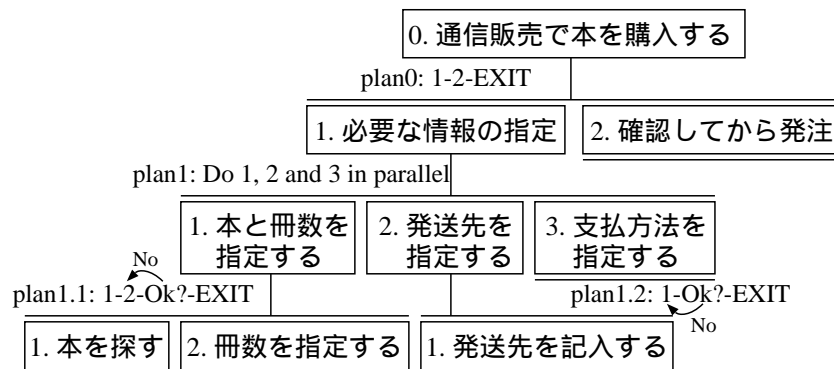 0. 通信販売で本を購入する
plan0: 1-2-EXIT
1. 必要な情報の指定
2. 確認してから発注
plan1: Do 1, 2 and 3 in parallel
1. 本と冊数を
指定する
2. 発送先を
指定する
3. 支払方法を
指定する
No
plan1.1: 1-2-Ok?-EXIT
plan1.2: 1-Ok?-EXIT
No
1. 本を探す
2. 冊数を指定する
1. 発送先を記入する